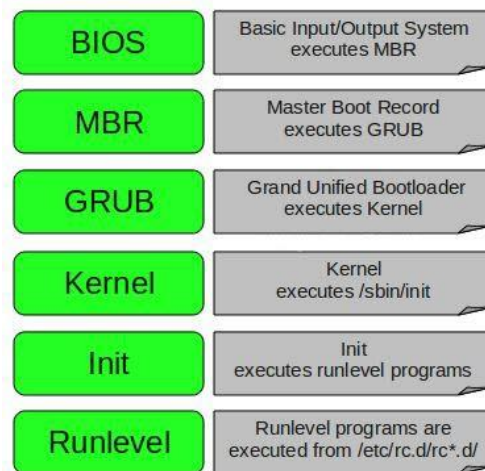 BIOS
Basic Input/Output System
executes MBR
MBR
Master Boot Record
executes GRUB
GRUB
Grand Unified Bootloader
executes Kernel
Kernel
Kernel
executes /sbin/init
Init
Init
executes runlevel programs
Runlevel
Runlevel programs are
executed from /etc/rc.d/rc*.d/